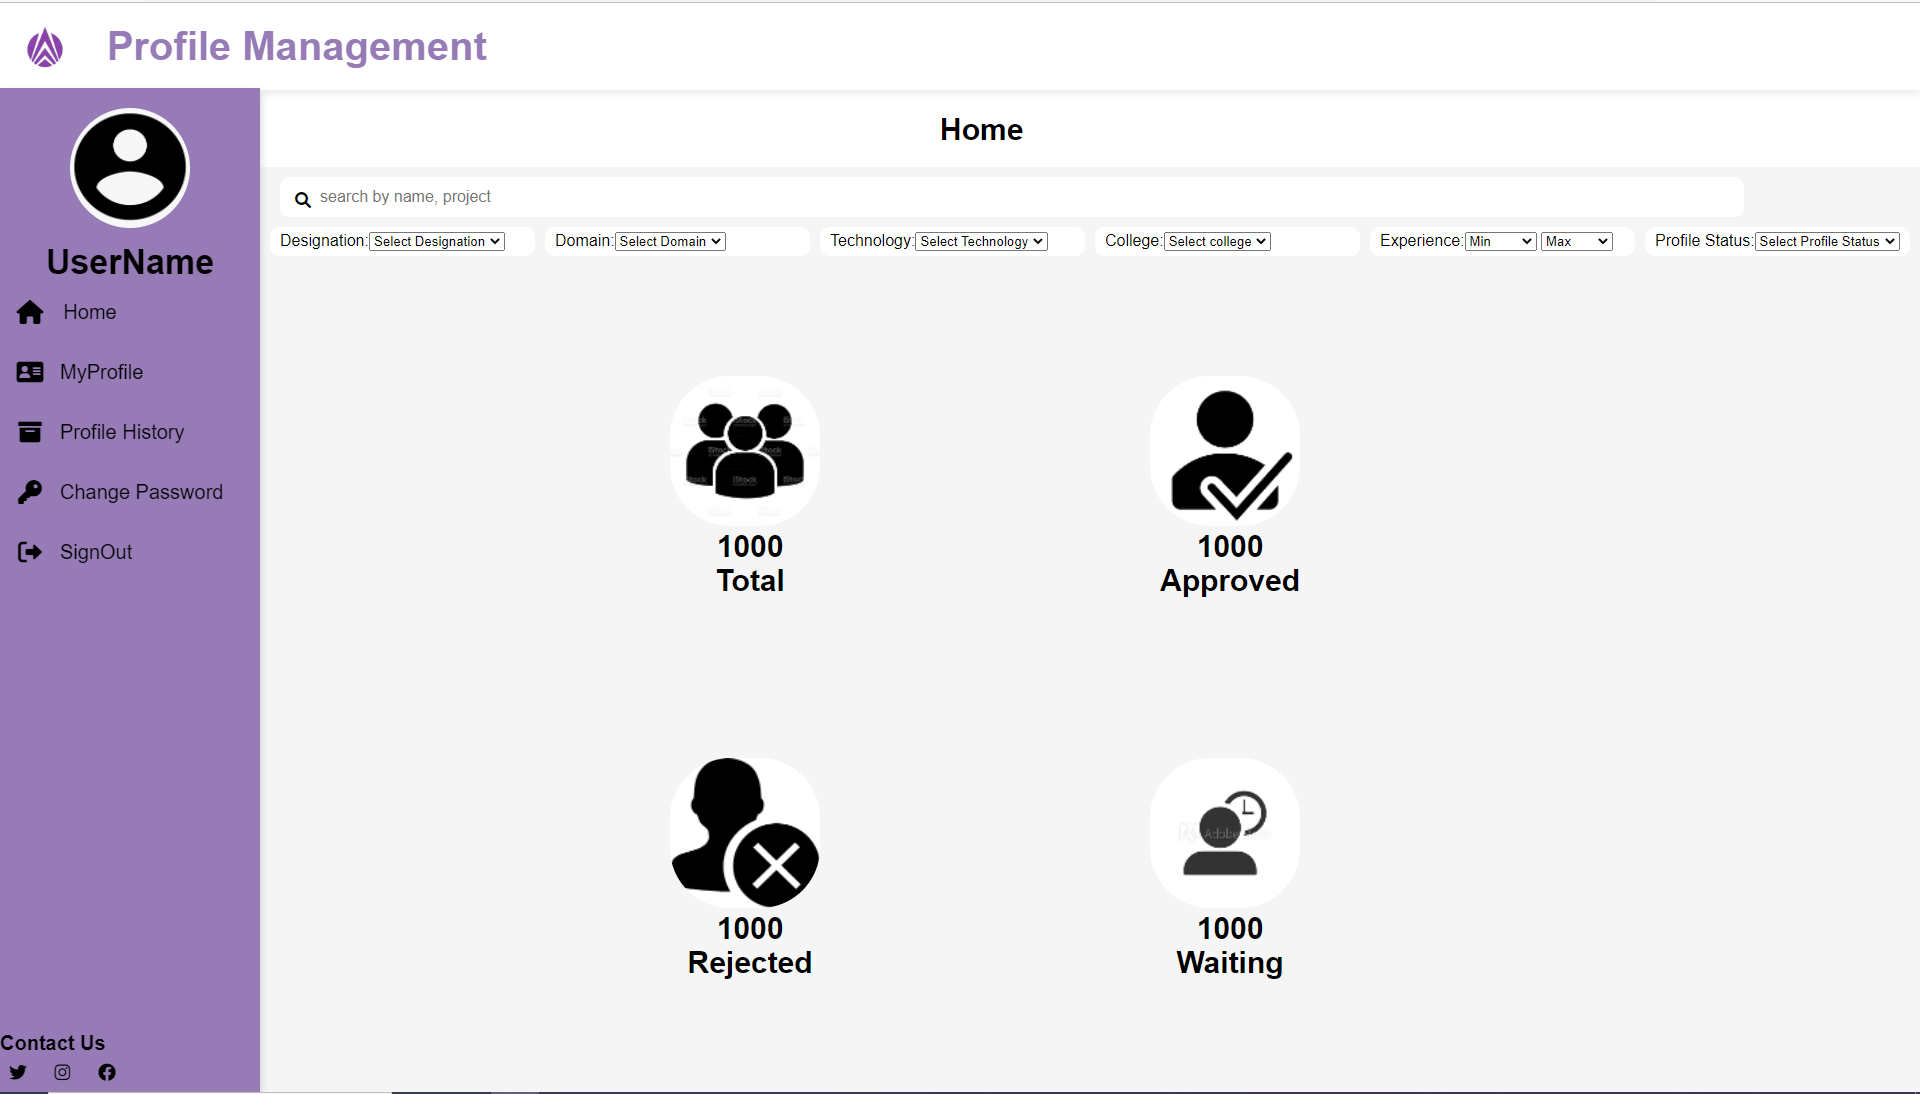 Profile Management
Home
UserName
Home
MyProfile
Profile History
Change Password
SignOut
Contact Us
search by name, project
Designation: Select Designation Domain: Select Domain Technology: Select Technology College: Select college Experience: Min Max Profile Status: Select Profile Status
iStock
1000
Total
1000
Approved
1000
Rejected
Adobe
1000
Waiting